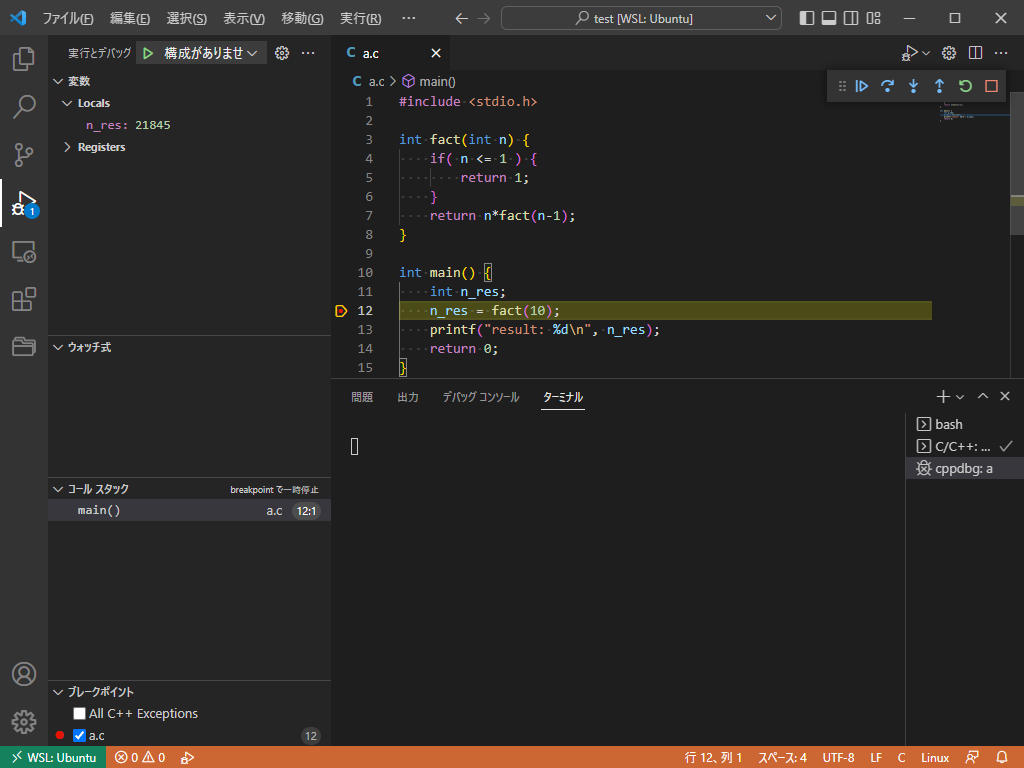 ファイル(F) 編集(E) 選択(S) 表示(V) 移動(G) 実行(R) … test [WSL: Ubuntu]
実行とデバッグ 構成がありませ
変数
Locals
n_res: 21845
Registers
ウォッチ式
コール スタック breakpoint で一時停止
main() a.c 12:1
ブレークポイント
All C++ Exceptions
a.c 12
1
a.c
a.c > main()
1 #include <stdio.h>
2
3 int fact(int n) {
4 if( n <= 1 ) {
5 return 1;
6 }
7 return n*fact(n-1);
8 }
9
10 int main() {
11 int n_res;
12 n_res = fact(10);
13 printf("result: %d\n", n_res);
14 return 0;
15 }
問題 出力 デバッグ コンソール ターミナル
bash
C/C++: ...
cppdbg: a
WSL: Ubuntu 0 0 行 12、列 1 スペース: 4 UTF-8 LF C Linux